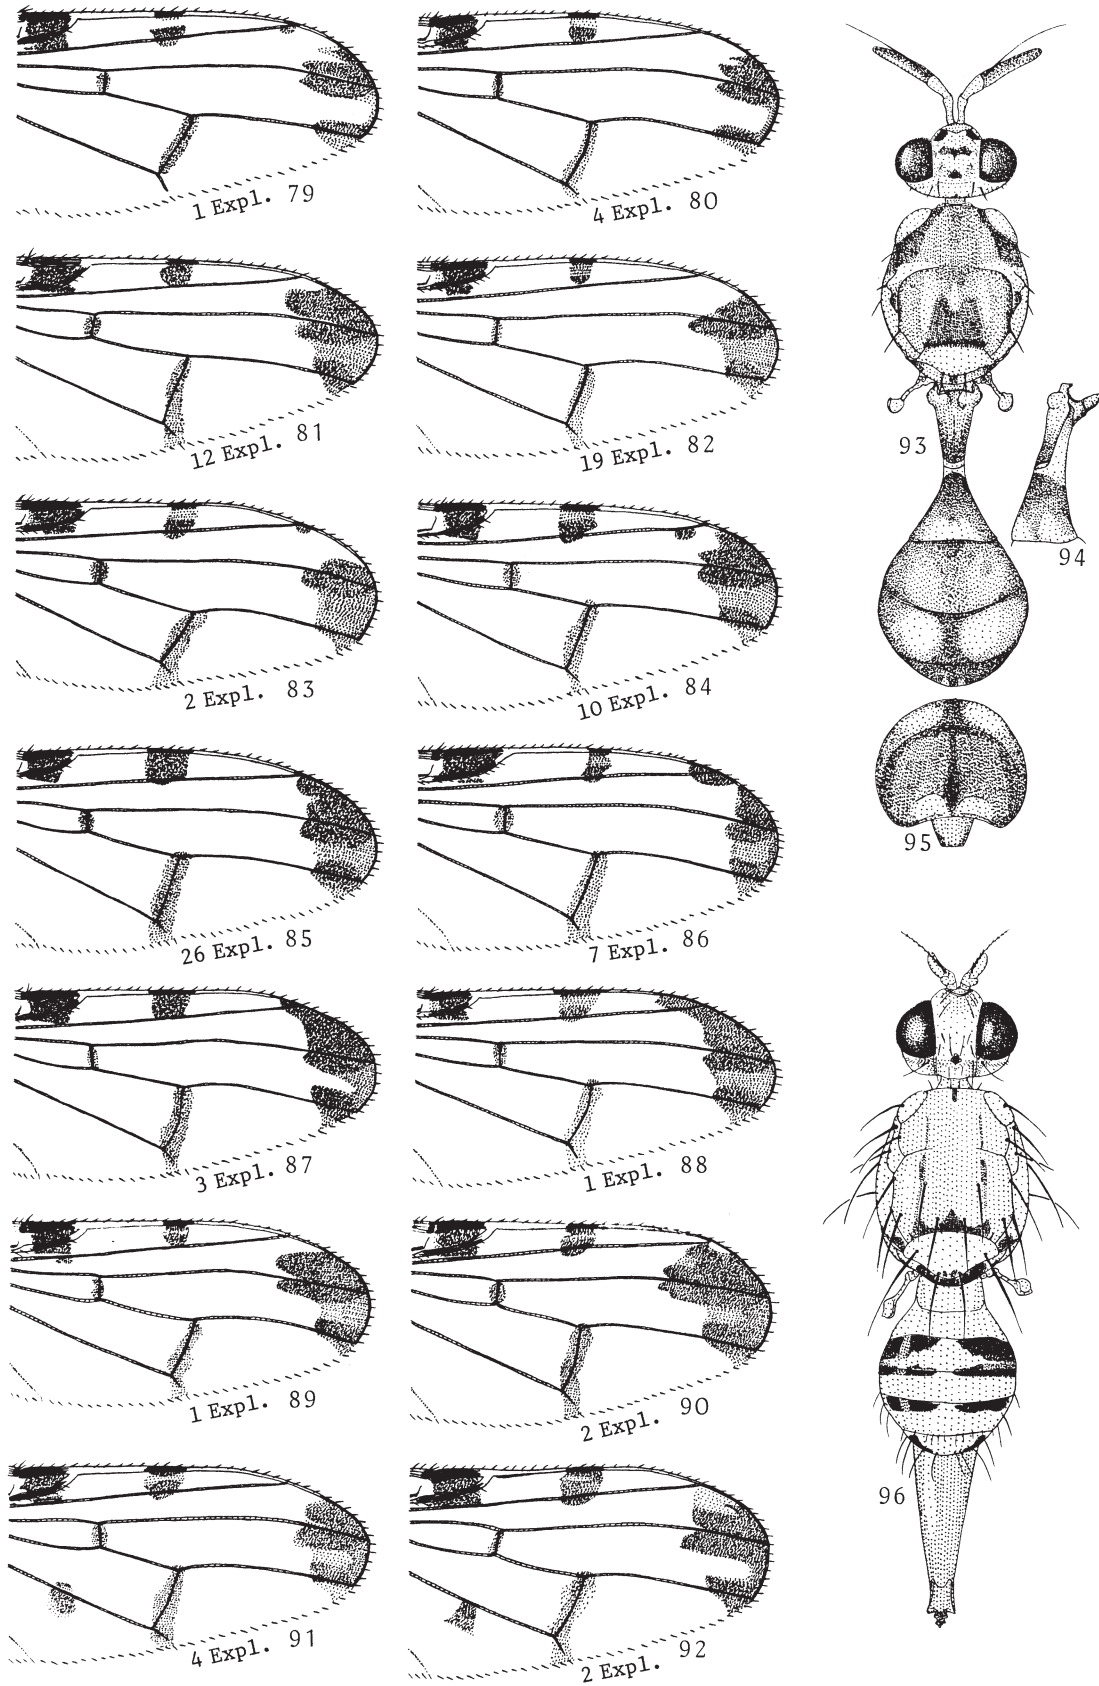 1 Expl. 79
4 Expl. 80
12 Expl. 81
19 Expl. 82
93
94
2 Expl. 83
10 Expl. 84
95
26 Expl. 85
7 Expl. 86
3 Expl. 87
1 Expl. 88
1 Expl. 89
2 Expl. 90
96
4 Expl. 91
2 Expl. 92